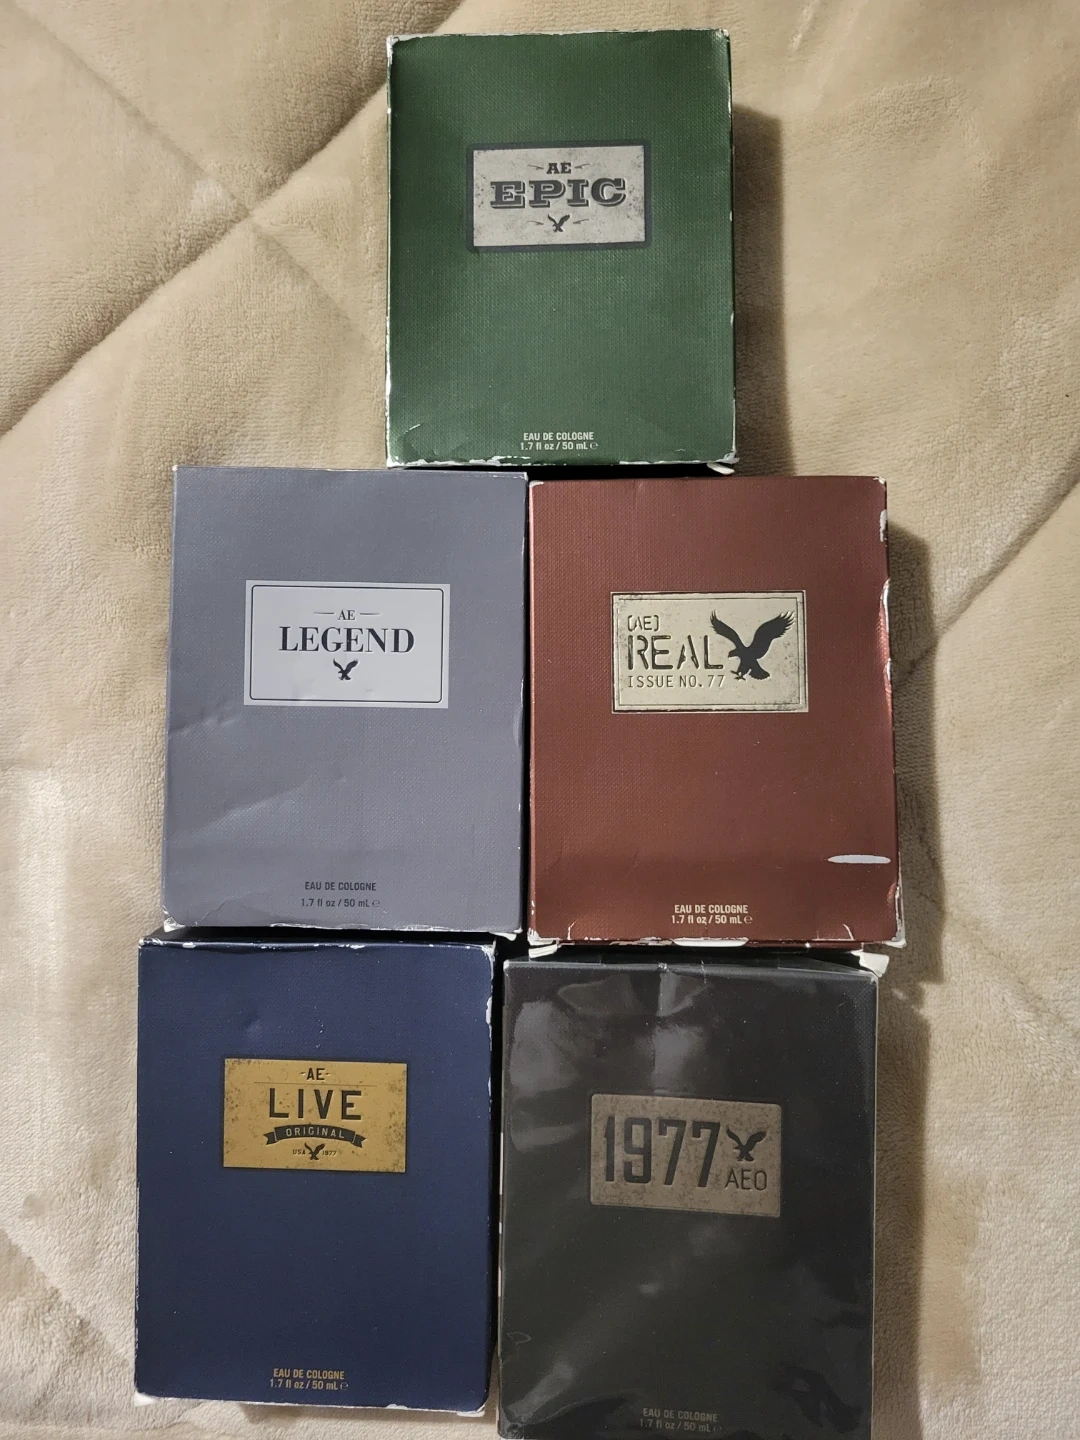 AE
EPIC
EAU DE COLOGNE
1.7 fl oz / 50 mL ℮
AE
LEGEND
EAU DE COLOGNE
1.7 fl oz / 50 mL ℮
[AE]
REAL
ISSUE NO. 77
EAU DE COLOGNE
1.7 fl oz / 50 mL ℮
-AE-
LIVE
ORIGINAL
USA 1977
EAU DE COLOGNE
1.7 fl oz / 50 mL ℮
1977
AEO
EAU DE COLOGNE
1.7 fl oz / 50 mL ℮